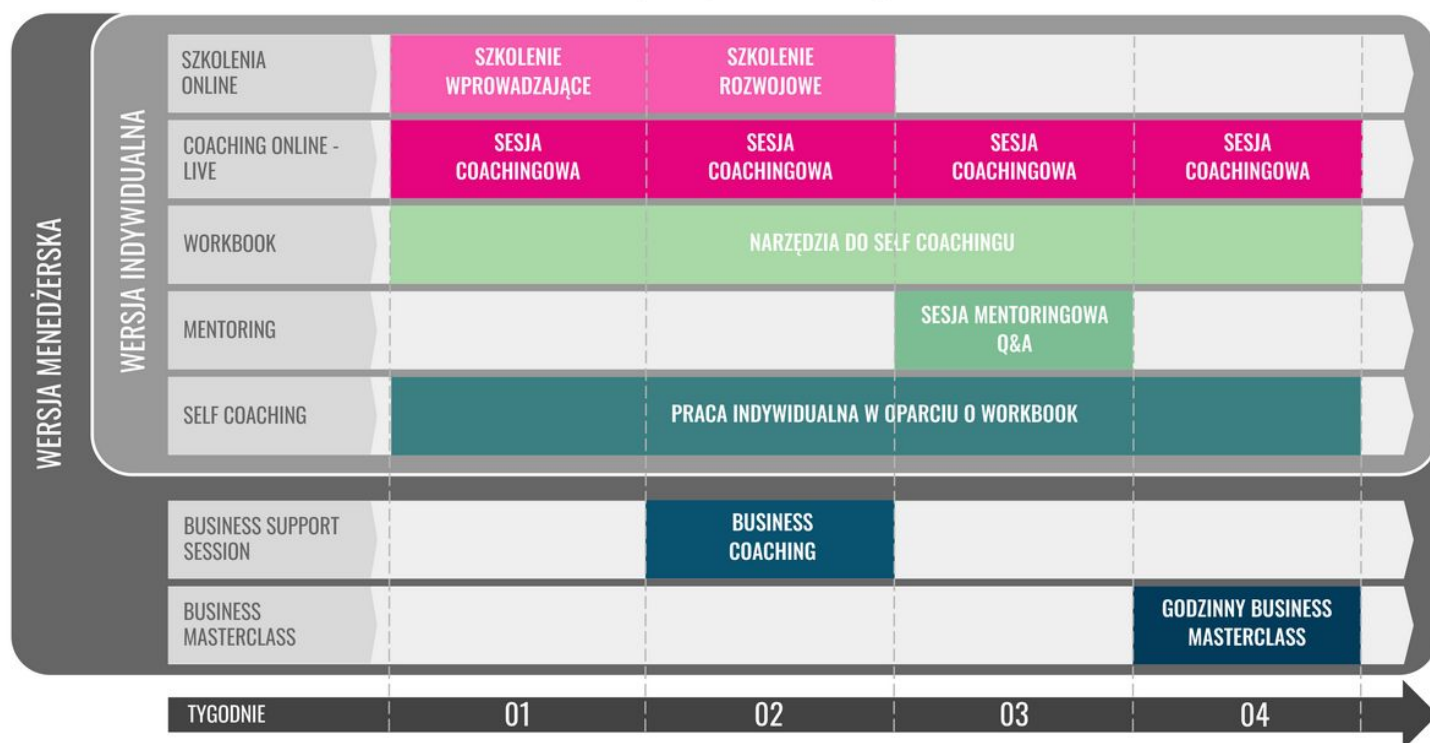 WERSJA MENEDŻERSKA
WERSJA INDYWIDUALNA
SZKOLENIA
ONLINE
SZKOLENIE
WPROWADZAJĄCE
SZKOLENIE
ROZWOJOWE
COACHING ONLINE -
LIVE
SESJA
COACHINGOWA
SESJA
COACHINGOWA
SESJA
COACHINGOWA
SESJA
COACHINGOWA
WORKBOOK
NARZĘDZIA DO SELF COACHINGU
MENTORING
SESJA MENTORINGOWA
Q&A
SELF COACHING
PRACA INDYWIDUALNA W OPARCIU O WORKBOOK
BUSINESS SUPPORT
SESSION
BUSINESS
COACHING
BUSINESS
MASTERCLASS
GODZINNY BUSINESS
MASTERCLASS
TYGODNIE 01 02 03 04